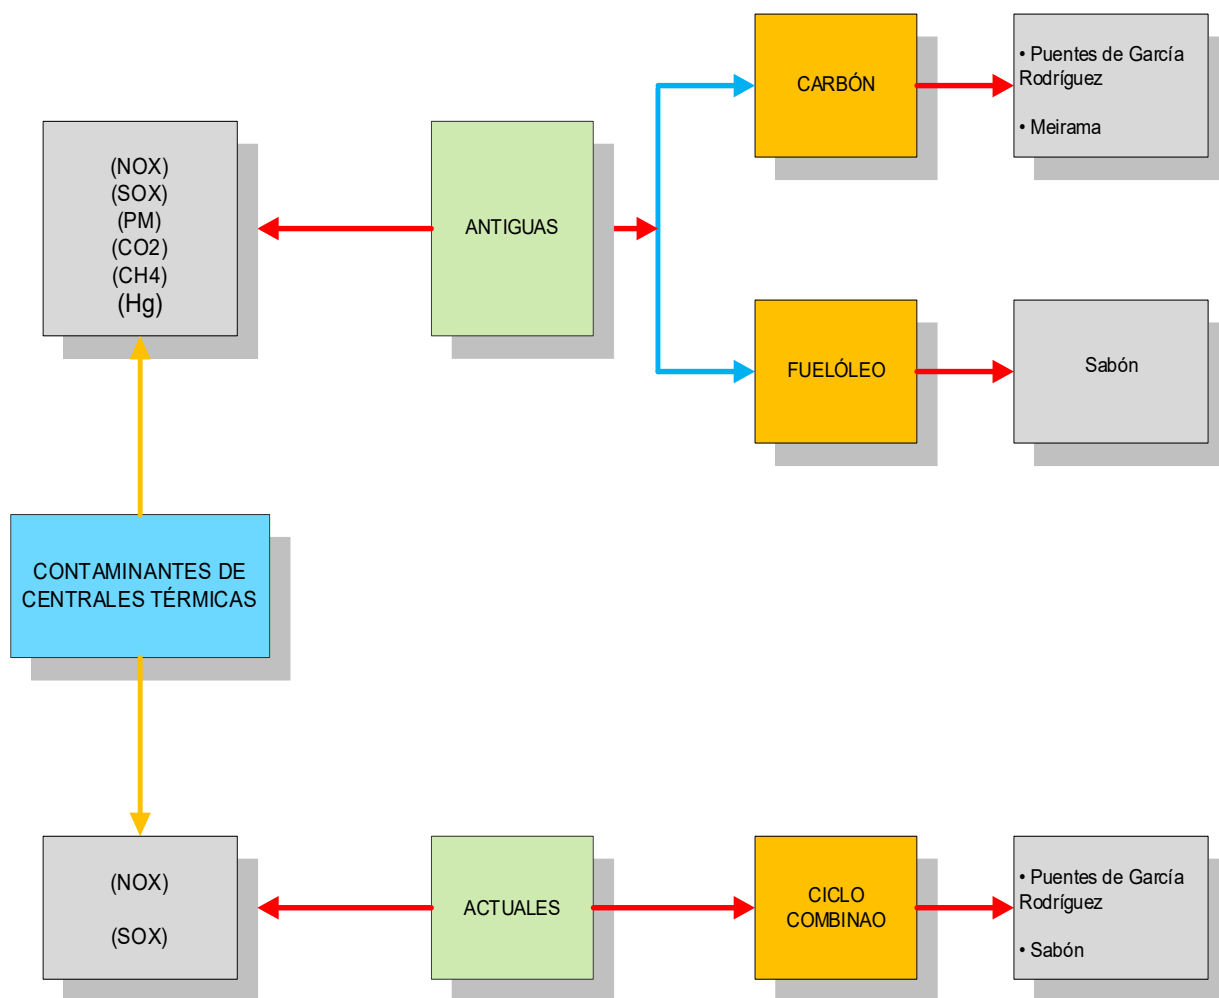 CARBÓN
• Puentes de García
Rodríguez
• Meirama
(NOX)
(SOX)
(PM)
(CO2)
(CH4)
(Hg)
ANTIGUAS
FUELÓLEO
Sabón
CONTAMINANTES DE
CENTRALES TÉRMICAS
(NOX)
(SOX)
ACTUALES
CICLO
COMBINAO
• Puentes de García
Rodríguez
• Sabón